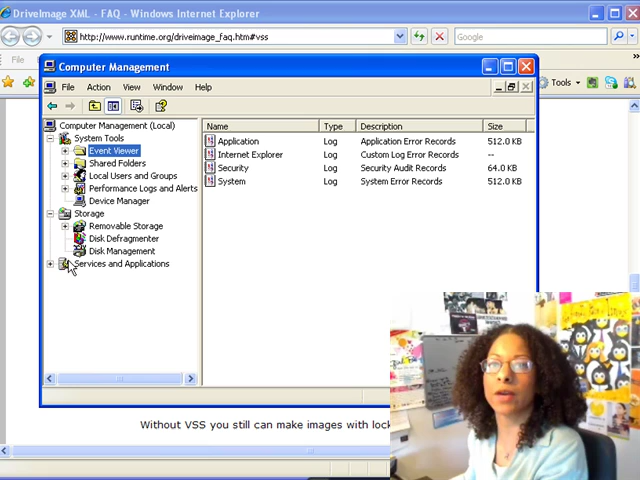 DriveImage XML - FAQ - Windows Internet Explorer
http://www.runtime.org/driveimage_faq.htm#vss
Google
File
Tools
Computer Management
File Action View Window Help
Computer Management (Local)
System Tools
Event Viewer
Shared Folders
Local Users and Groups
Performance Logs and Alerts
Device Manager
Storage
Removable Storage
Disk Defragmenter
Disk Management
Services and Applications
Name Type Description Size
Application Log Application Error Records 512.0 KB
Internet Explorer Log Custom Log Error Records --
Security Log Security Audit Records 64.0 KB
System Log System Error Records 512.0 KB
Without VSS you still can make images with lock